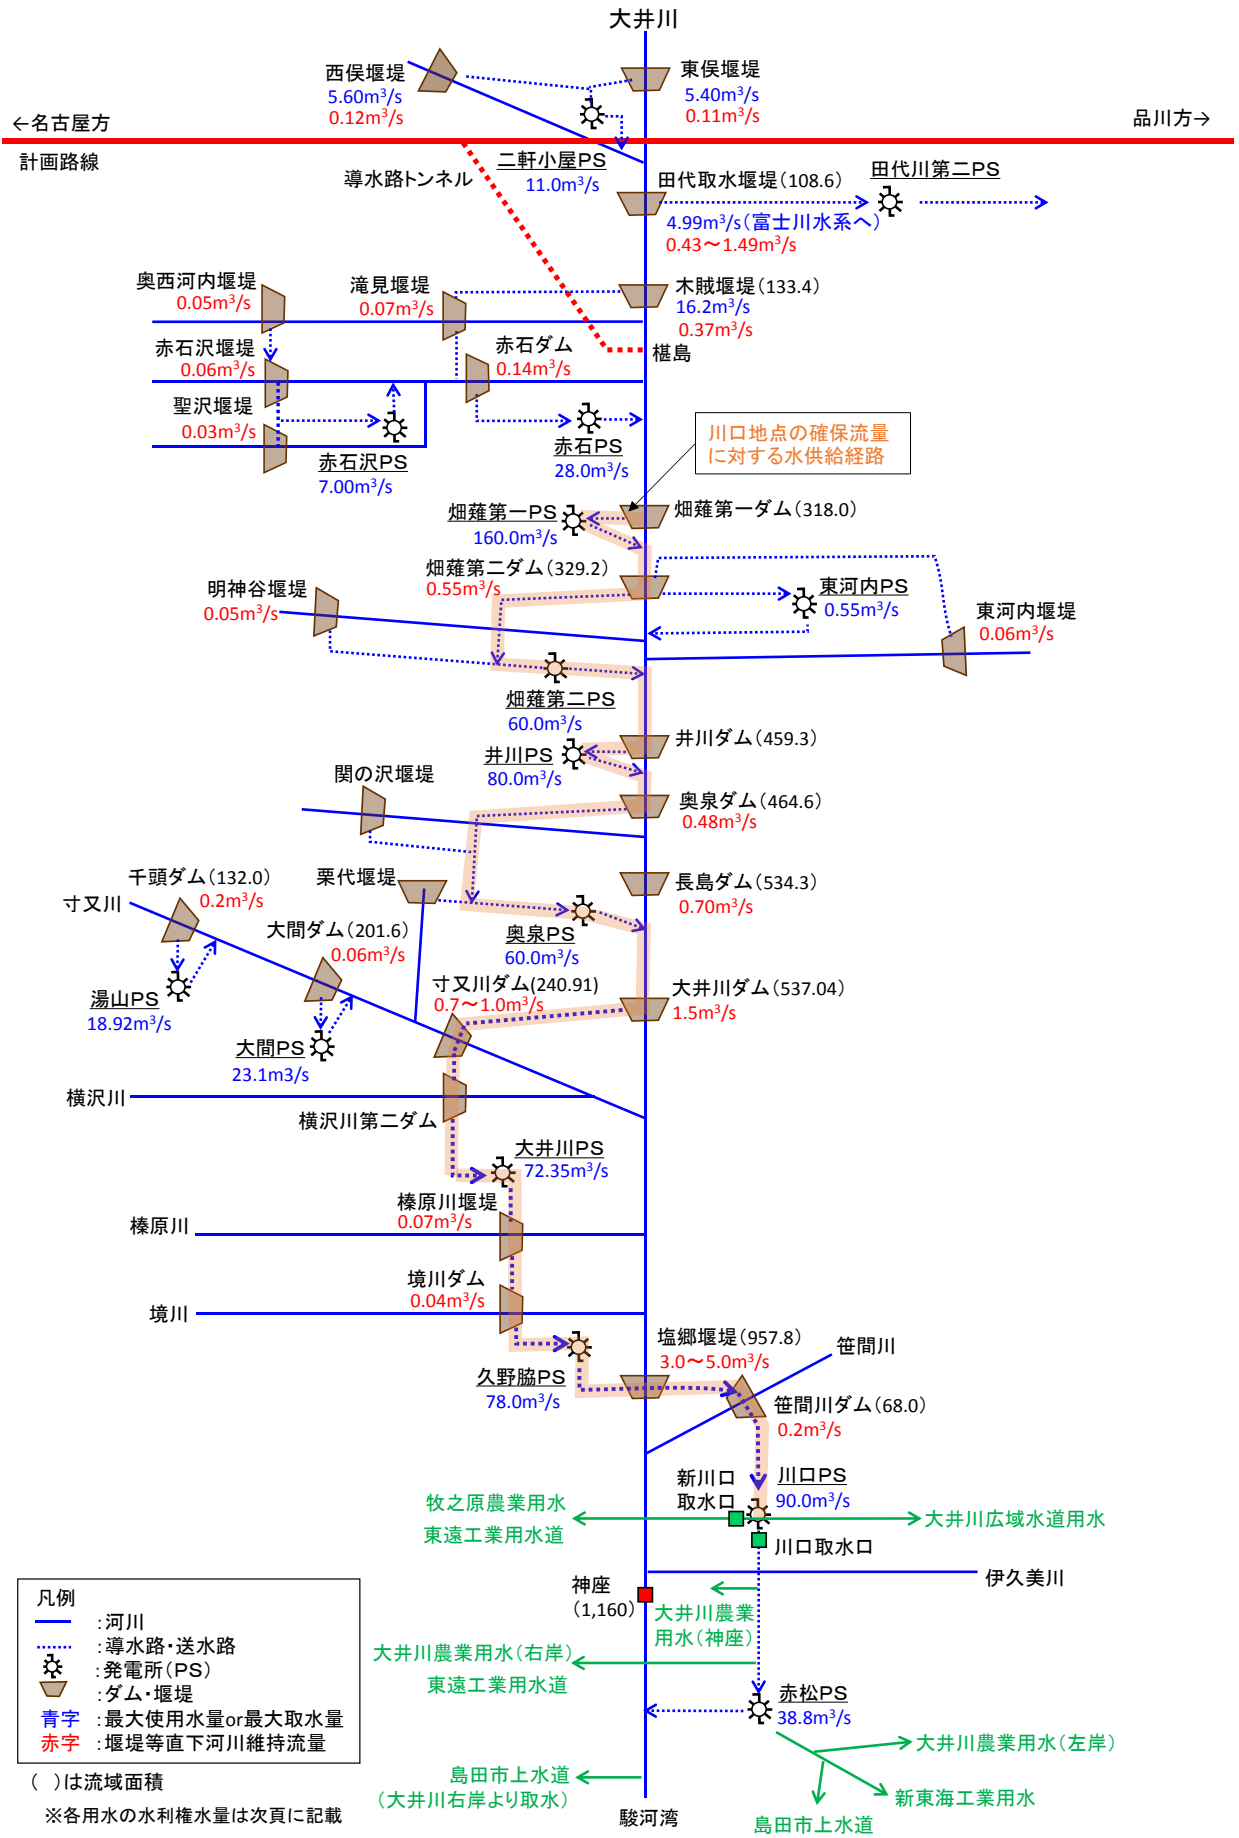 大井川
西俣堰堤
5.60m³/s
0.12m³/s
東俣堰堤
5.40m³/s
0.11m³/s
←名古屋方
品川方→
計画路線
二軒小屋PS
11.0m³/s
導水路トンネル
田代取水堰堤(108.6)
4.99m³/s(富士川水系へ)
0.43～1.49m³/s
田代川第二PS
奥西河内堰堤
0.05m³/s
滝見堰堤
0.07m³/s
木賊堰堤(133.4)
16.2m³/s
0.37m³/s
赤石沢堰堤
0.06m³/s
赤石ダム
0.14m³/s
椹島
聖沢堰堤
0.03m³/s
赤石沢PS
7.00m³/s
赤石PS
28.0m³/s
川口地点の確保流量
に対する水供給経路
畑薙第一PS
160.0m³/s
畑薙第一ダム(318.0)
畑薙第二ダム(329.2)
0.55m³/s
明神谷堰堤
0.05m³/s
東河内PS
0.55m³/s
東河内堰堤
0.06m³/s
畑薙第二PS
60.0m³/s
井川PS
80.0m³/s
井川ダム(459.3)
関の沢堰堤
奥泉ダム(464.6)
0.48m³/s
千頭ダム(132.0)
0.2m³/s
寸又川
栗代堰堤
長島ダム(534.3)
0.70m³/s
大間ダム(201.6)
0.06m³/s
奥泉PS
60.0m³/s
湯山PS
18.92m³/s
寸又川ダム(240.91)
0.7～1.0m³/s
大井川ダム(537.04)
1.5m³/s
大間PS
23.1m3/s
横沢川
横沢川第二ダム
大井川PS
72.35m³/s
榛原川堰堤
0.07m³/s
榛原川
境川ダム
0.04m³/s
境川
塩郷堰堤(957.8)
3.0～5.0m³/s
笹間川
久野脇PS
78.0m³/s
笹間川ダム(68.0)
0.2m³/s
新川口
取水口
川口PS
90.0m³/s
牧之原農業用水
東遠工業用水道
大井川広域水道用水
川口取水口
伊久美川
神座
(1,160)
大井川農業
用水(神座)
大井川農業用水(右岸)
東遠工業用水道
赤松PS
38.8m³/s
大井川農業用水(左岸)
新東海工業用水
島田市上水道
島田市上水道
(大井川右岸より取水)
駿河湾
凡例
:河川
:導水路・送水路
:発電所(PS)
:ダム・堰堤
青字 :最大使用水量or最大取水量
赤字 :堰堤等直下河川維持流量
( )は流域面積
※各用水の水利権水量は次頁に記載